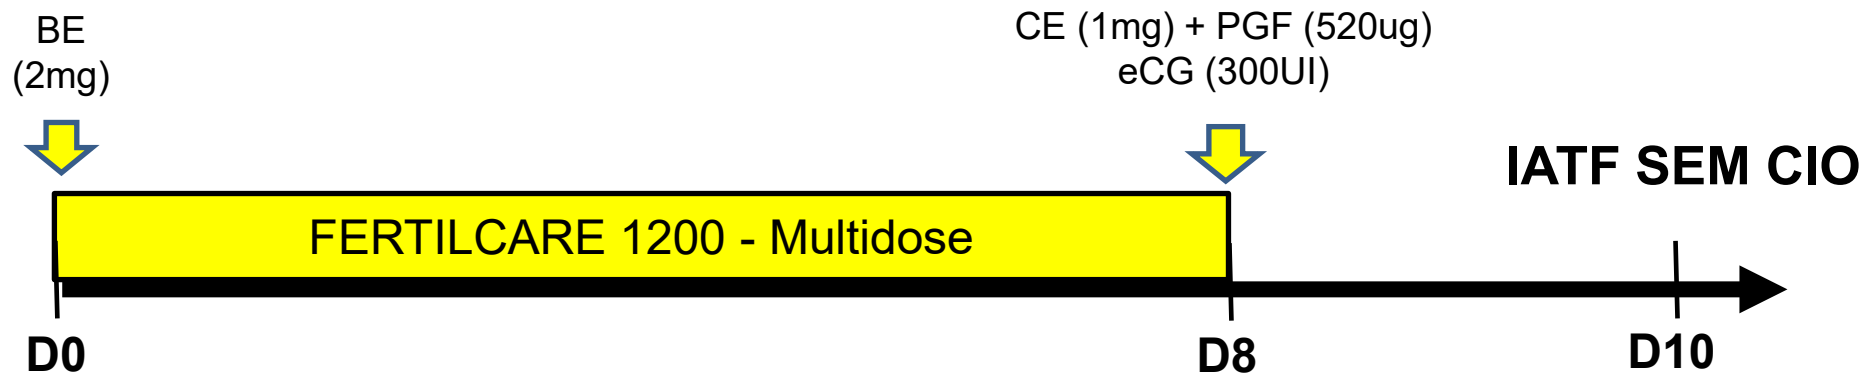 BE
(2mg)
CE (1mg) + PGF (520ug)
eCG (300UI)
IATF SEM CIO
FERTILCARE 1200 - Multidose
D0
D8
D10